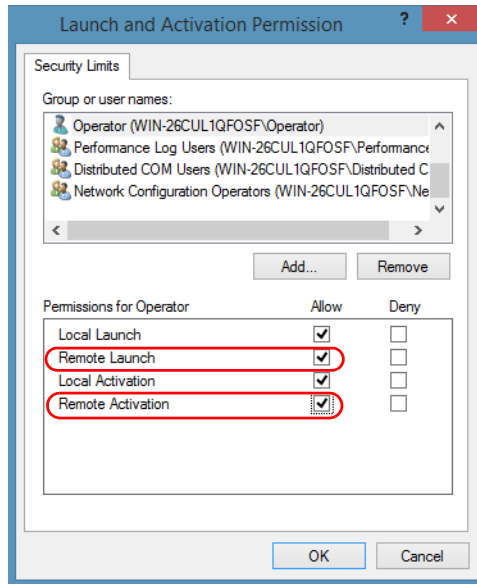 Launch and Activation Permission ?
Security Limits
Group or user names:
Operator (WIN-26CUL1QFOSF\Operator)
Performance Log Users (WIN-26CUL1QFOSF\Performance
Distributed COM Users (WIN-26CUL1QFOSF\Distributed C
Network Configuration Operators (WIN-26CUL1QFOSF\Ne
Add... Remove
Permissions for Operator Allow Deny
Local Launch
Remote Launch
Local Activation
Remote Activation
OK Cancel